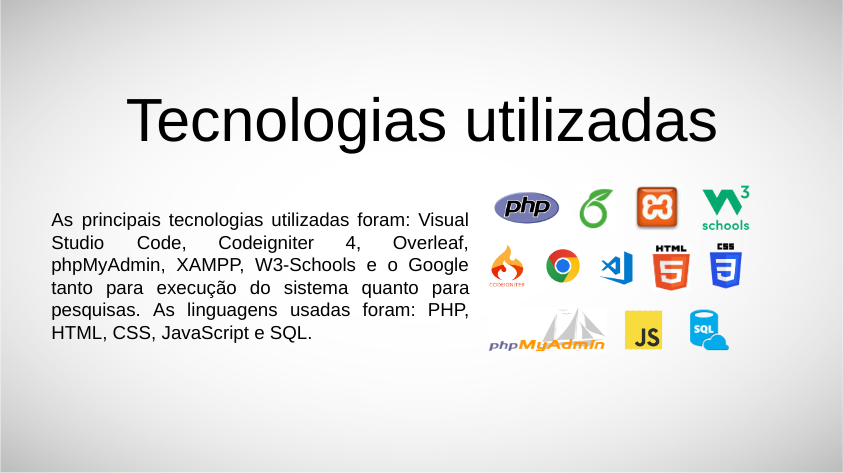 Tecnologias utilizadas
As principais tecnologias utilizadas foram: Visual
Studio Code, Codeigniter 4, Overleaf,
phpMyAdmin, XAMPP, W3-Schools e o Google
tanto para execução do sistema quanto para
pesquisas. As linguagens usadas foram: PHP,
HTML, CSS, JavaScript e SQL.
php
W3
schools
CODEIGNITER
HTML
5
CSS
3
phpMyAdmin
JS
SQL